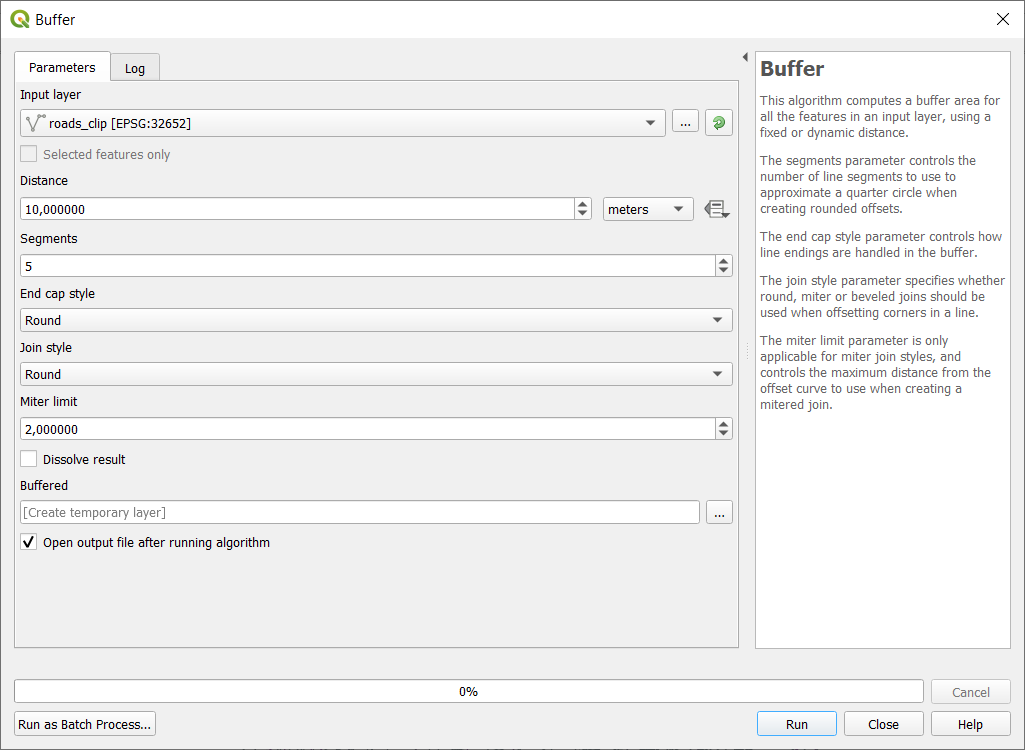 Buffer
Parameters
Log
Input layer
roads_clip [EPSG:32652]
...
Selected features only
Distance
10,000000
meters
Segments
5
End cap style
Round
Join style
Round
Miter limit
2,000000
Dissolve result
Buffered
[Create temporary layer]
...
Open output file after running algorithm
Buffer
This algorithm computes a buffer area for
all the features in an input layer, using a
fixed or dynamic distance.
The segments parameter controls the
number of line segments to use to
approximate a quarter circle when
creating rounded offsets.
The end cap style parameter controls how
line endings are handled in the buffer.
The join style parameter specifies whether
round, miter or beveled joins should be
used when offsetting corners in a line.
The miter limit parameter is only
applicable for miter join styles, and
controls the maximum distance from the
offset curve to use when creating a
mitered join.
0%
Cancel
Run as Batch Process...
Run
Close
Help